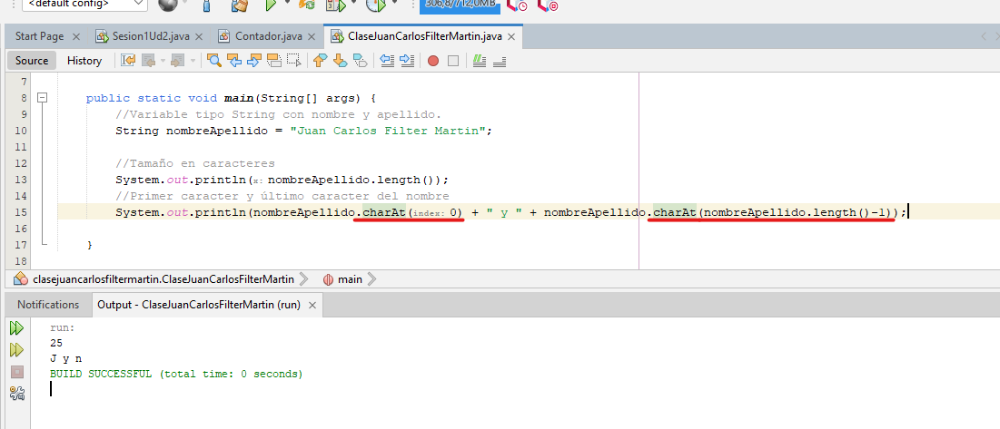 <default config>
306,8/712,0MB
Start Page Sesion1Ud2.java Contador.java ClaseJuanCarlosFilterMartin.java
Source History
7
8 public static void main(String[] args) {
9 //Variable tipo String con nombre y apellido.
10 String nombreApellido = "Juan Carlos Filter Martin";
11
12 //Tamaño en caracteres
13 System.out.println(x: nombreApellido.length());
14 //Primer caracter y último caracter del nombre
15 System.out.println(nombreApellido.charAt(index: 0) + " y " + nombreApellido.charAt(nombreApellido.length()-1));
16
17 }
18
clasejuancarlosfiltermartin.ClaseJuanCarlosFilterMartin main
Notifications Output - ClaseJuanCarlosFilterMartin (run)
run:
25
J y n
BUILD SUCCESSFUL (total time: 0 seconds)